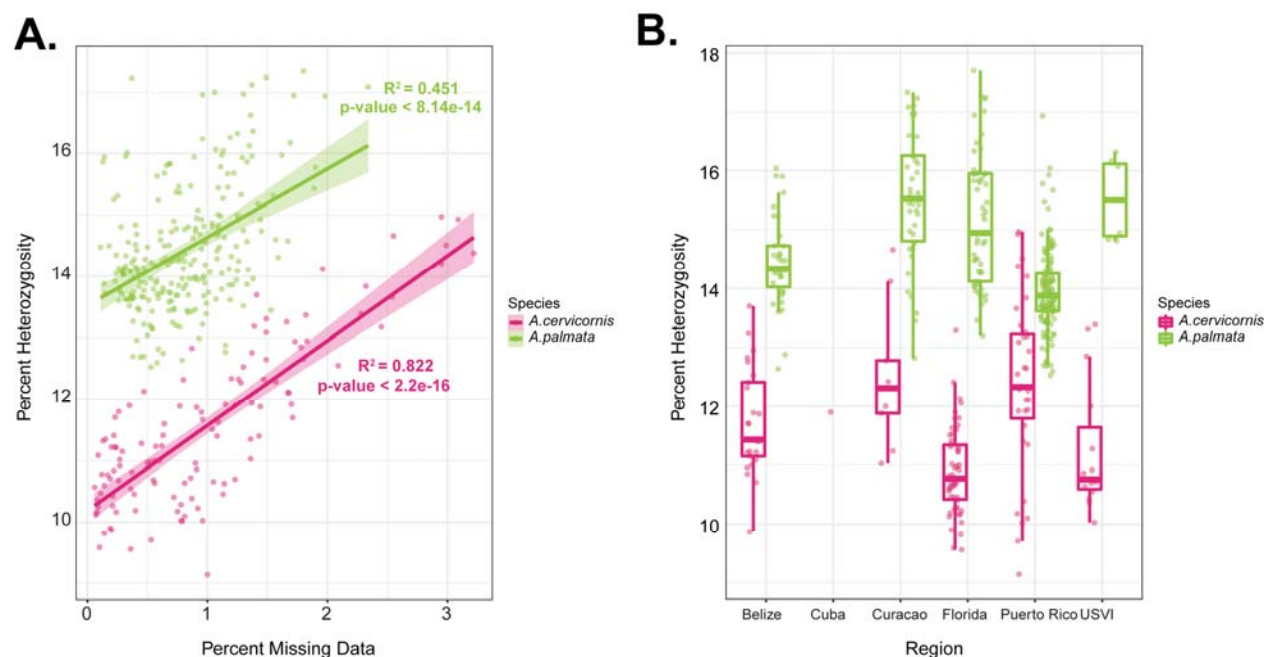 A.
18
16
14
12
10
Percent Heterozygosity
0
1
2
3
Percent Missing Data
R² = 0.451
p-value < 8.14e-14
R² = 0.822
p-value < 2.2e-16
Species
A.cervicornis
A.palmata
B.
18
16
14
12
10
Percent Heterozygosity
Belize
Cuba
Curacao
Florida
Puerto Rico
USVI
Region
Species
A.cervicornis
A.palmata